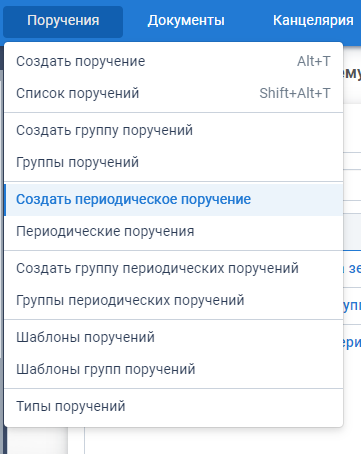 Поручения Документы Канцелярия
Создать поручение Alt+T
Список поручений Shift+Alt+T
Создать группу поручений
Группы поручений
Создать периодическое поручение
Периодические поручения
Создать группу периодических поручений
Группы периодических поручений
Шаблоны поручений
Шаблоны групп поручений
Типы поручений